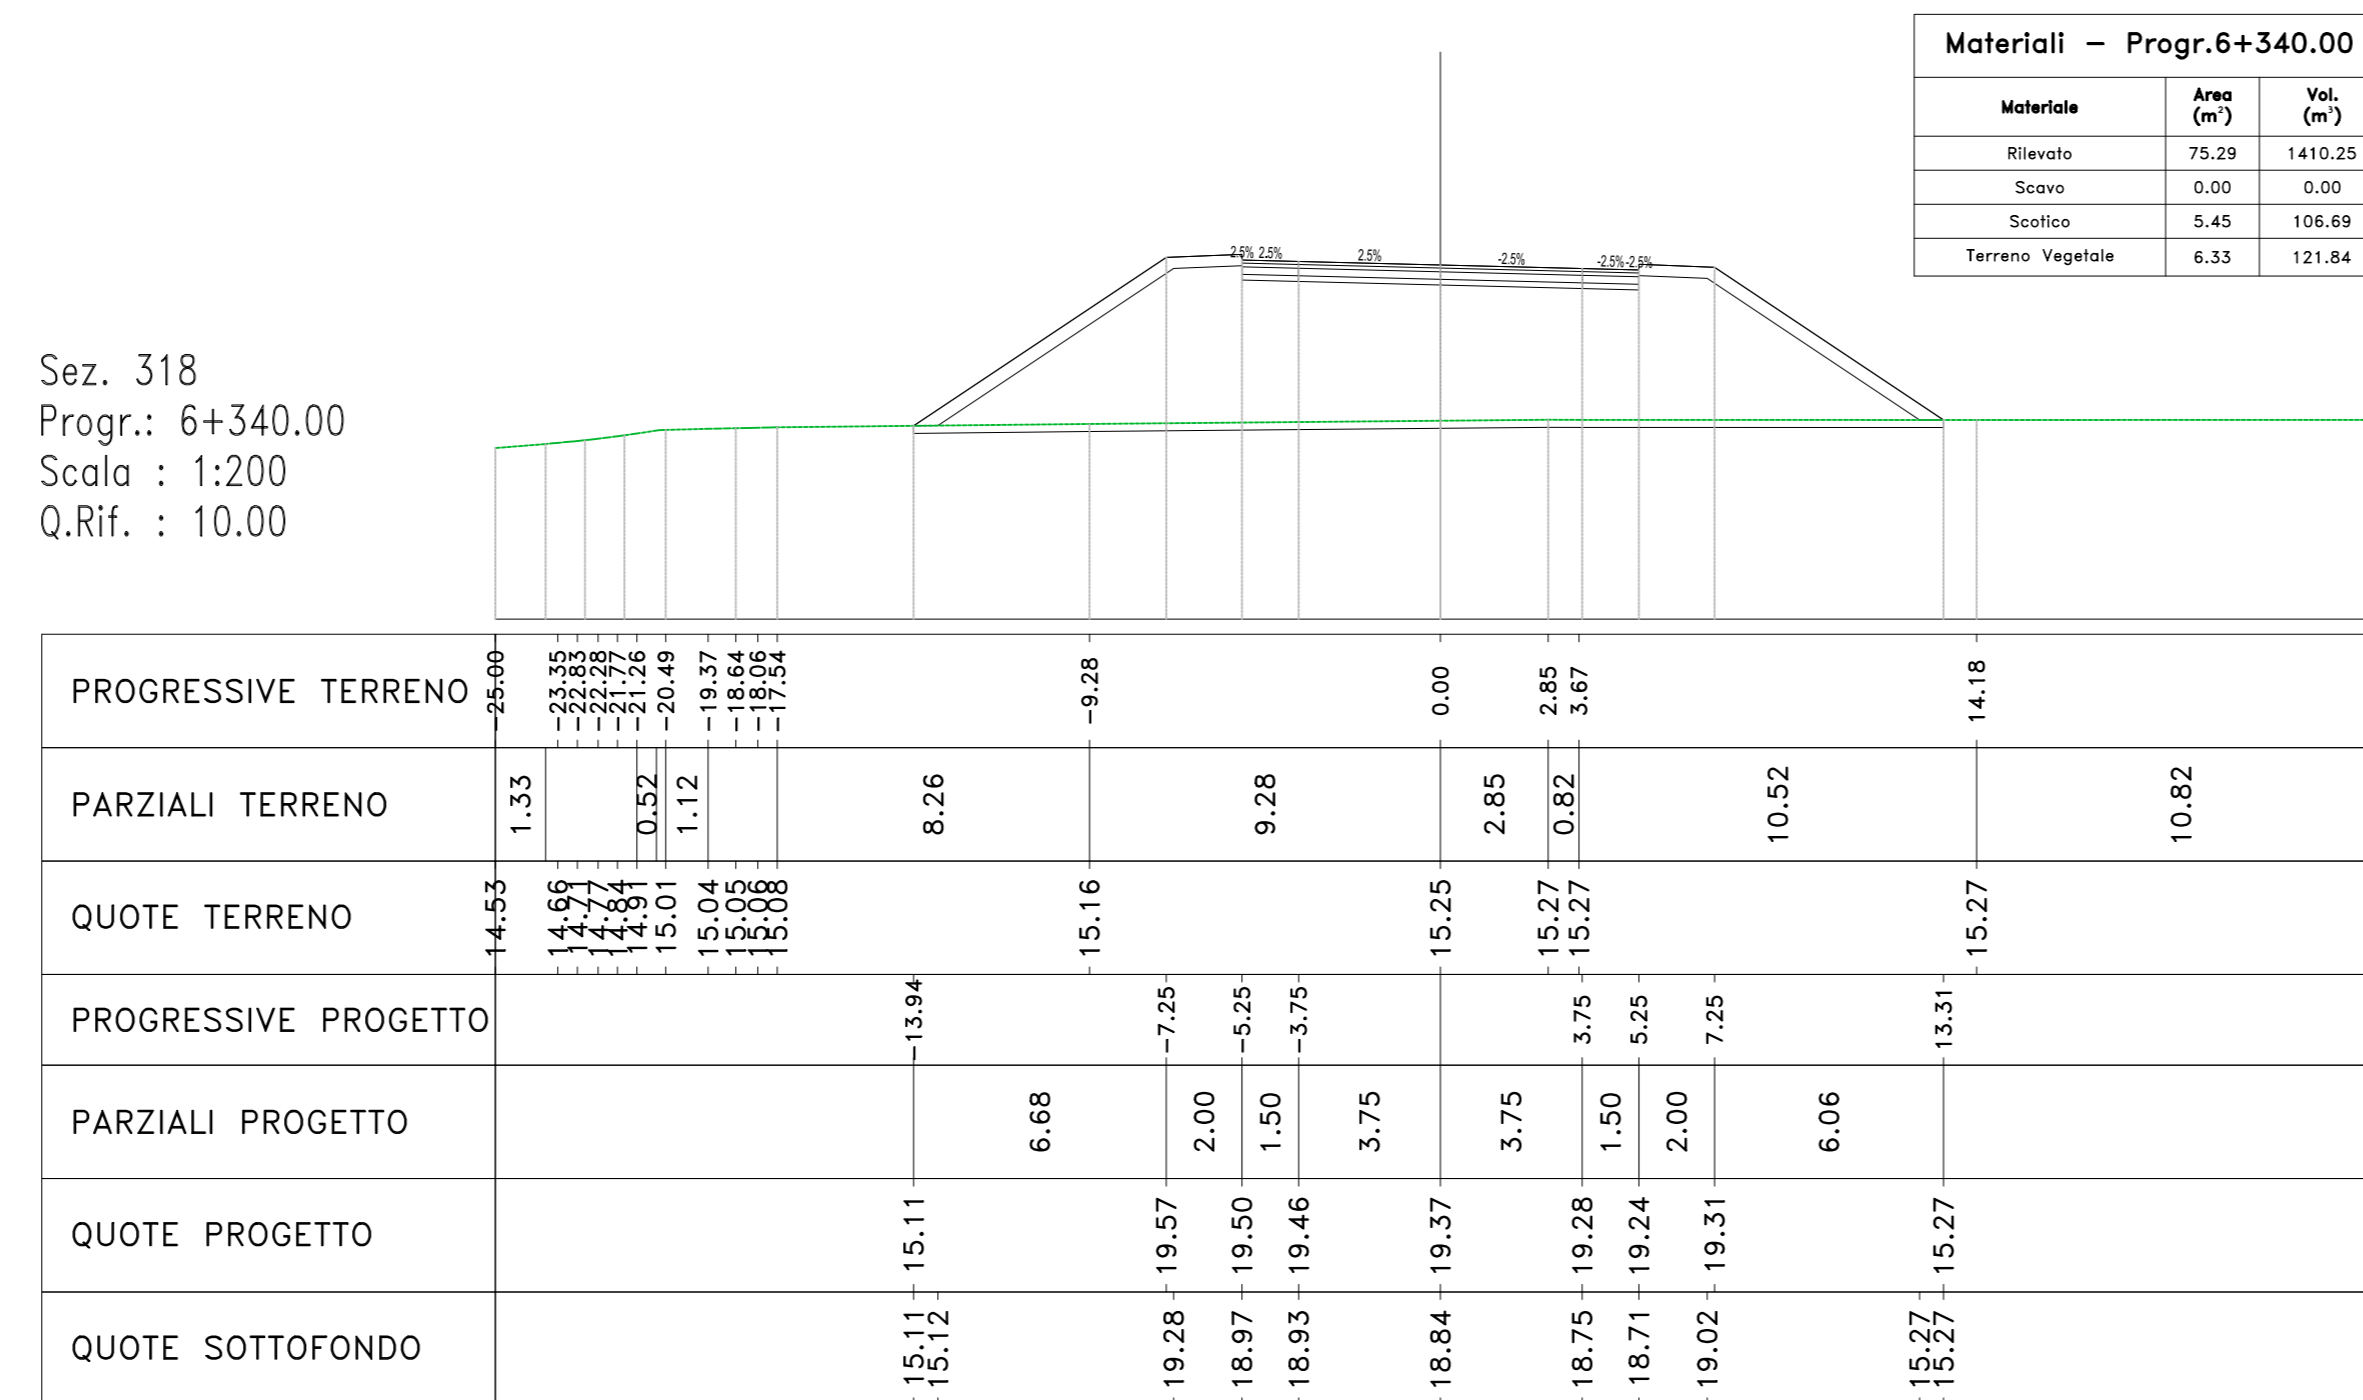 Materiali – Progr.6+340.00
Materiale Area (m²) Vol. (m³)
Rilevato 75.29 1410.25
Scavo 0.00 0.00
Scotico 5.45 106.69
Terreno Vegetale 6.33 121.84
2.5% 2.5% 2.5% -2.5% -2.5% -2.5%
Sez. 318
Progr.: 6+340.00
Scala : 1:200
Q.Rif. : 10.00
PROGRESSIVE TERRENO -25.00 -23.35 -22.83 -22.28 -21.77 -21.26 -20.49 -19.37 -18.64 -18.06 -17.54 -9.28 0.00 2.85 3.67 14.18
PARZIALI TERRENO 1.33 0.52 1.12 8.26 9.28 2.85 0.82 10.52 10.82
QUOTE TERRENO 14.53 14.66 14.71 14.77 14.84 14.91 15.01 15.04 15.05 15.06 15.08 15.16 15.25 15.27 15.27 15.27
PROGRESSIVE PROGETTO -13.94 -7.25 -5.25 -3.75 3.75 5.25 7.25 13.31
PARZIALI PROGETTO 6.68 2.00 1.50 3.75 3.75 1.50 2.00 6.06
QUOTE PROGETTO 15.11 19.57 19.50 19.46 19.37 19.28 19.24 19.31 15.27
QUOTE SOTTOFONDO 15.11 15.12 19.28 18.97 18.93 18.84 18.75 18.71 19.02 15.27 15.27